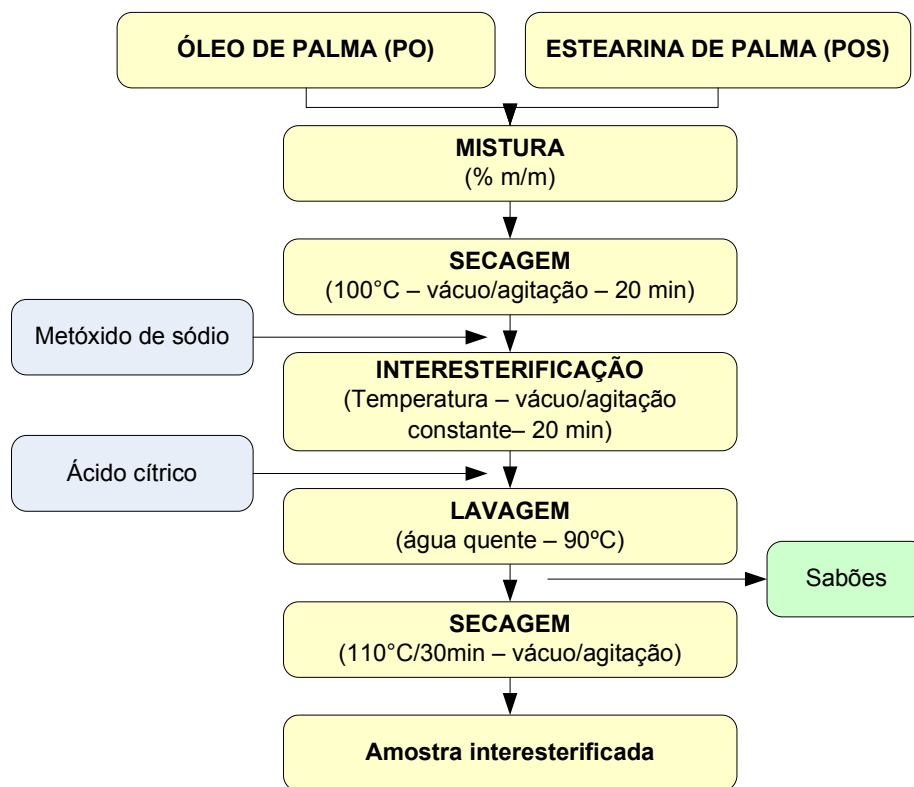 ÓLEO DE PALMA (PO)
ESTEARINA DE PALMA (POS)
MISTURA
(% m/m)
SECAGEM
(100°C – vácuo/agitação – 20 min)
Metóxido de sódio
INTERESTERIFICAÇÃO
(Temperatura – vácuo/agitação
constante– 20 min)
Ácido cítrico
LAVAGEM
(água quente – 90ºC)
Sabões
SECAGEM
(110°C/30min – vácuo/agitação)
Amostra interesterificada